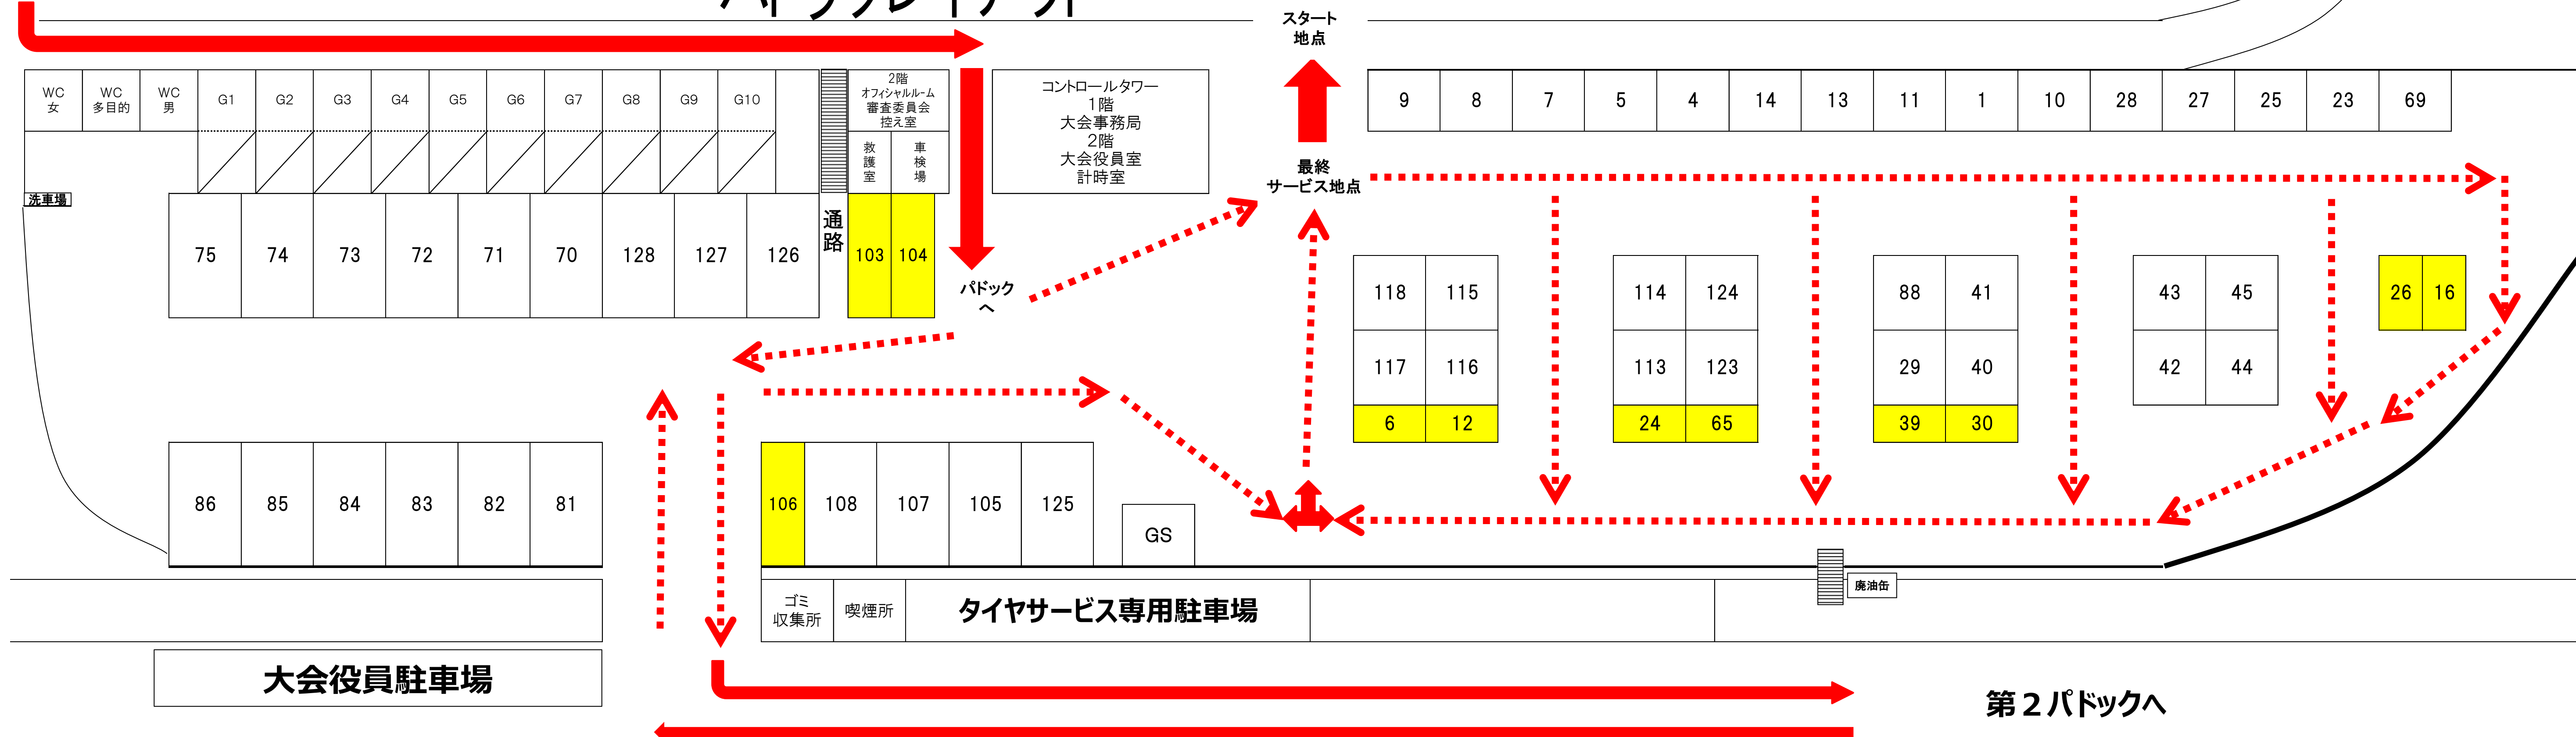 パドックレイアウト
スタート
地点
WC
女
WC
多目的
WC
男
G1
G2
G3
G4
G5
G6
G7
G8
G9
G10
2階
オフィシャルルーム
審査委員会
控え室
救護室
車検場
コントロールタワー
1階
大会事務局
2階
大会役員室
計時室
最終
サービス地点
9
8
7
5
4
14
13
11
1
10
28
27
25
23
69
洗車場
75
74
73
72
71
70
128
127
126
通路
103
104
パドック
へ
118
115
117
116
6
12
114
124
113
123
24
65
88
41
29
40
39
30
43
45
42
44
26
16
86
85
84
83
82
81
106
108
107
105
125
GS
ゴミ
収集所
喫煙所
タイヤサービス専用駐車場
廃油缶
大会役員駐車場
第2パドックへ